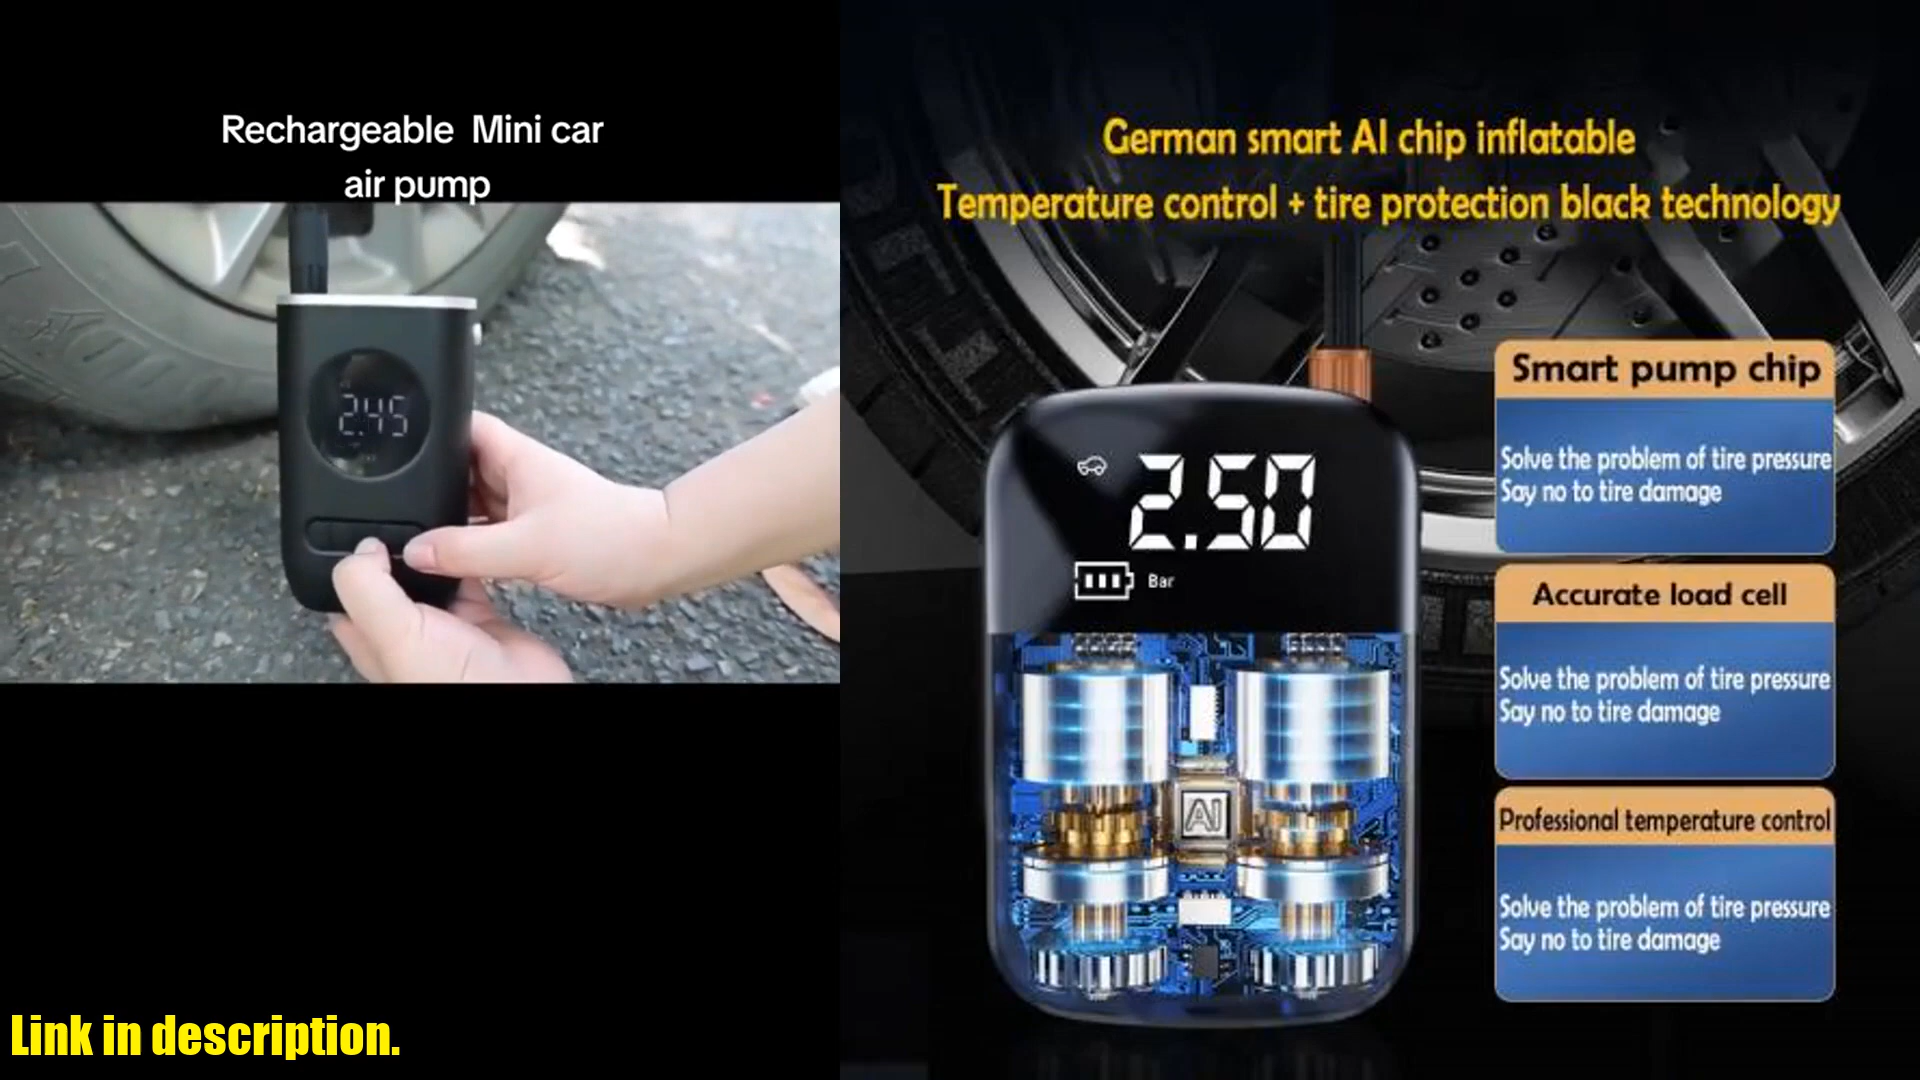 Rechargeable Mini car
air pump
2.45
Link in description.
German smart AI chip inflatable
Temperature control + tire protection black technology
2.50
Bar
AI
Smart pump chip
Solve the problem of tire pressure
Say no to tire damage
Accurate load cell
Solve the problem of tire pressure
Say no to tire damage
Professional temperature control
Solve the problem of tire pressure
Say no to tire damage